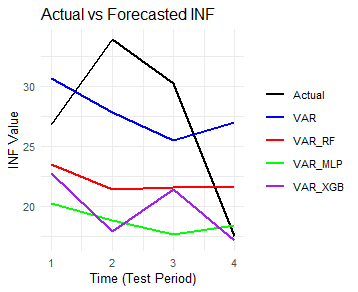 Actual vs Forecasted INF
INF Value
30
25
20
1 2 3 4
Time (Test Period)
Actual
VAR
VAR_RF
VAR_MLP
VAR_XGB